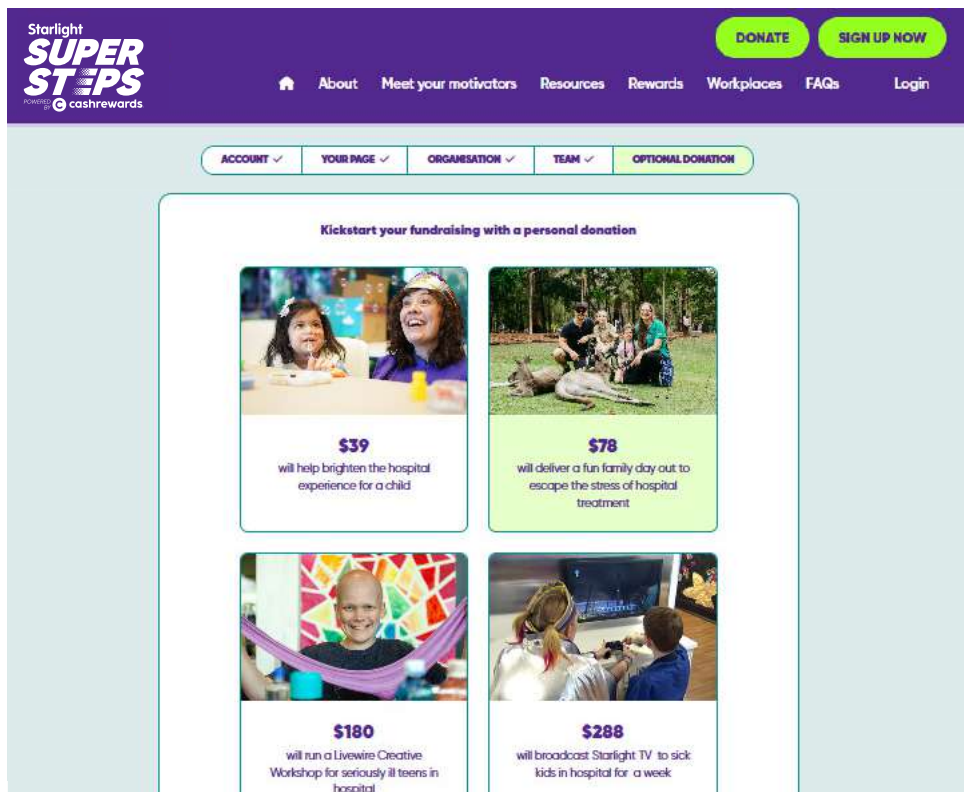 Starlight
SUPER
STEPS
POWERED BY cashrewards
DONATE
SIGN UP NOW
About
Meet your motivators
Resources
Rewards
Workplaces
FAQs
Login
ACCOUNT ✓
YOUR PAGE ✓
ORGANISATION ✓
TEAM ✓
OPTIONAL DONATION
Kickstart your fundraising with a personal donation
$39
will help brighten the hospital
experience for a child
$78
will deliver a fun family day out to
escape the stress of hospital
treatment
$180
will run a Livewire Creative
Workshop for seriously ill teens in
hospital
$288
will broadcast Starlight TV to sick
kids in hospital for a week